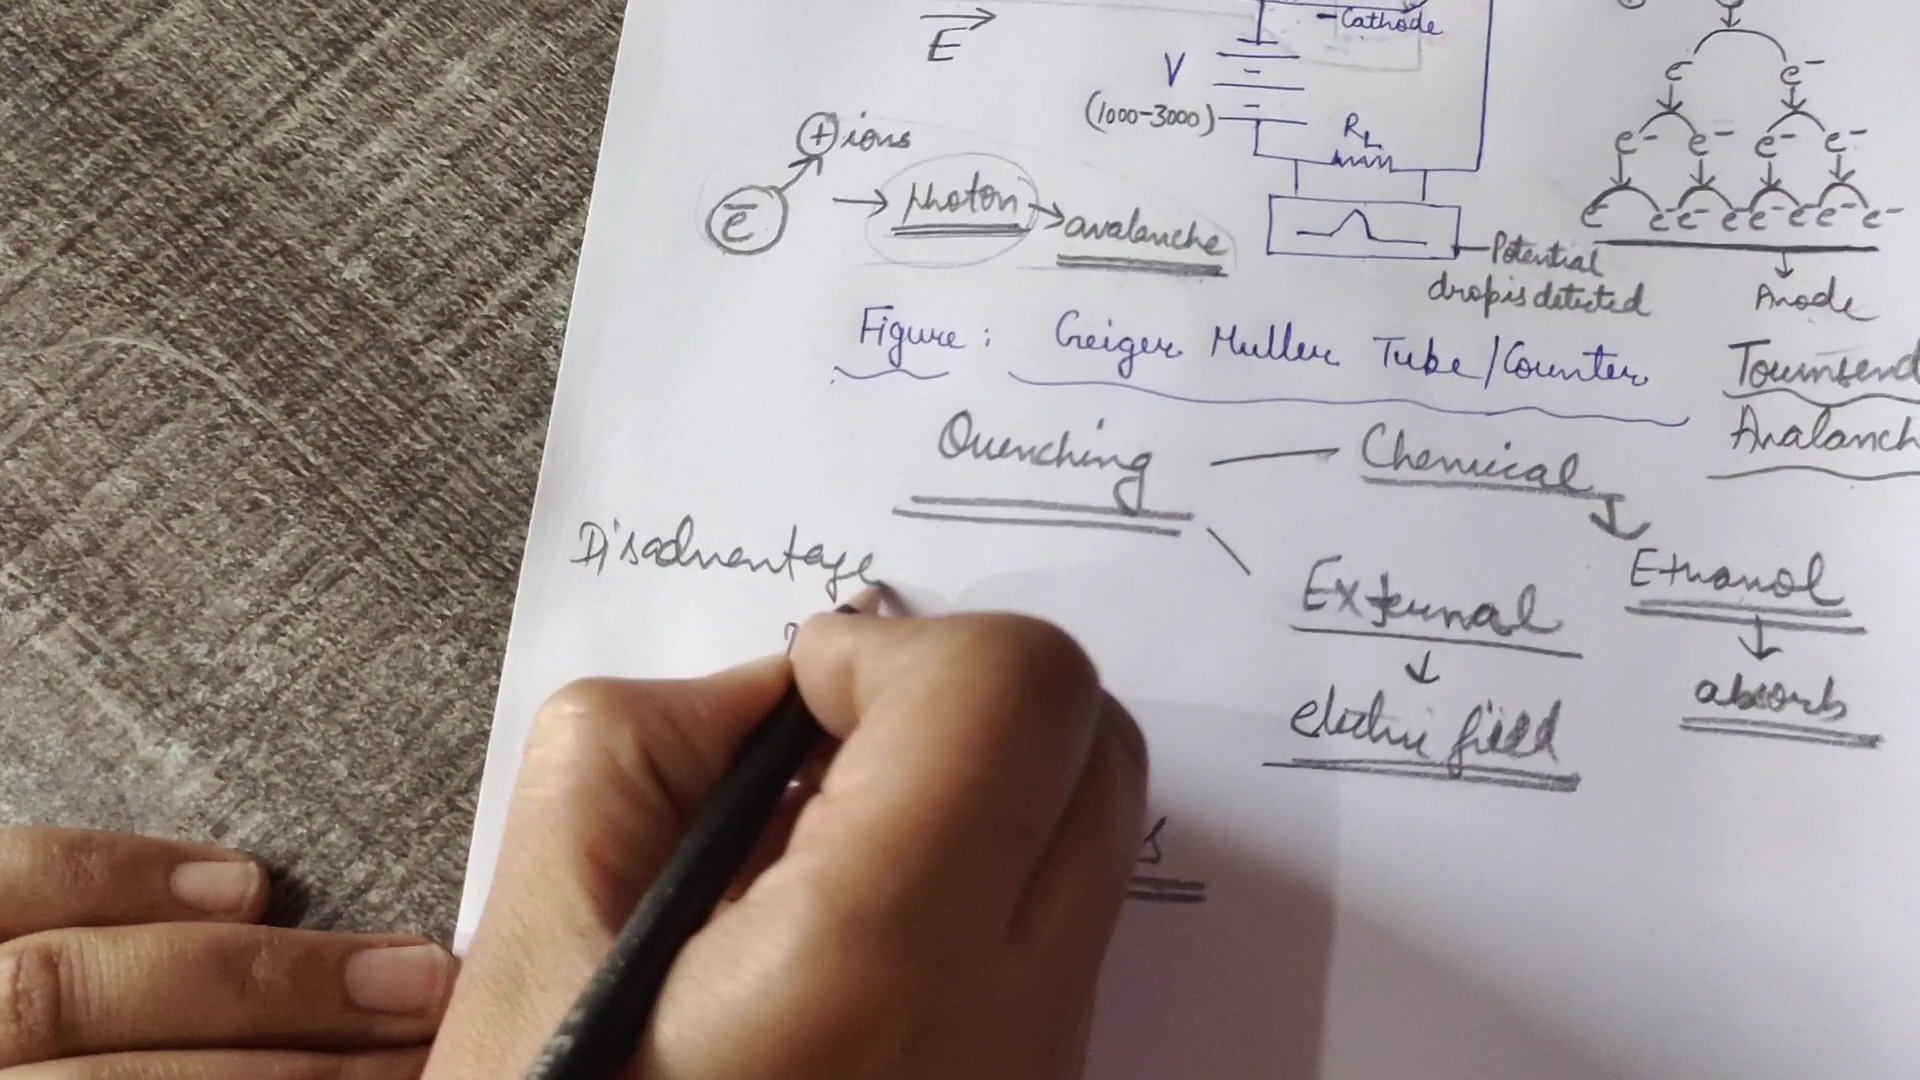 E
- Cathode
V
(1000-3000)
RL
+ ions
e-
→ Photon → avalanche
Potential
drop is detected
e- e-
e- e- e- e-
e- e- e- e- e- e- e- e-
Anode
Figure: Geiger Muller Tube/Counter
Townsend
Avalanch
Quenching — Chemical
Disadvantage
External
Ethanol
electric field
absorb
s